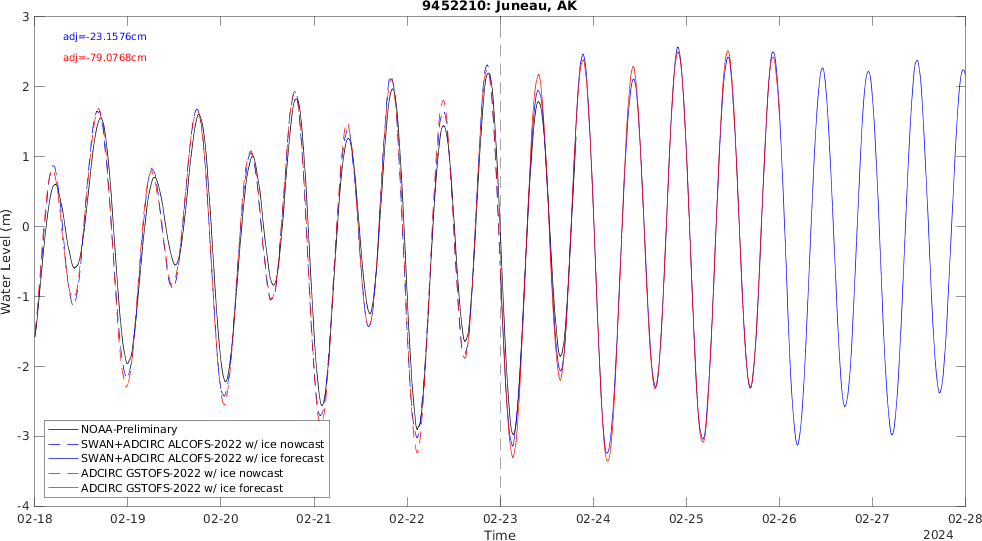 9452210: Juneau, AK
adj=-23.1576cm
adj=-79.0768cm
3
2
1
0
-1
-2
-3
-4
Water Level (m)
NOAA-Preliminary
SWAN+ADCIRC ALCOFS-2022 w/ ice nowcast
SWAN+ADCIRC ALCOFS-2022 w/ ice forecast
ADCIRC GSTOFS-2022 w/ ice nowcast
ADCIRC GSTOFS-2022 w/ ice forecast
02-18 02-19 02-20 02-21 02-22 02-23 02-24 02-25 02-26 02-27 02-28
Time
2024